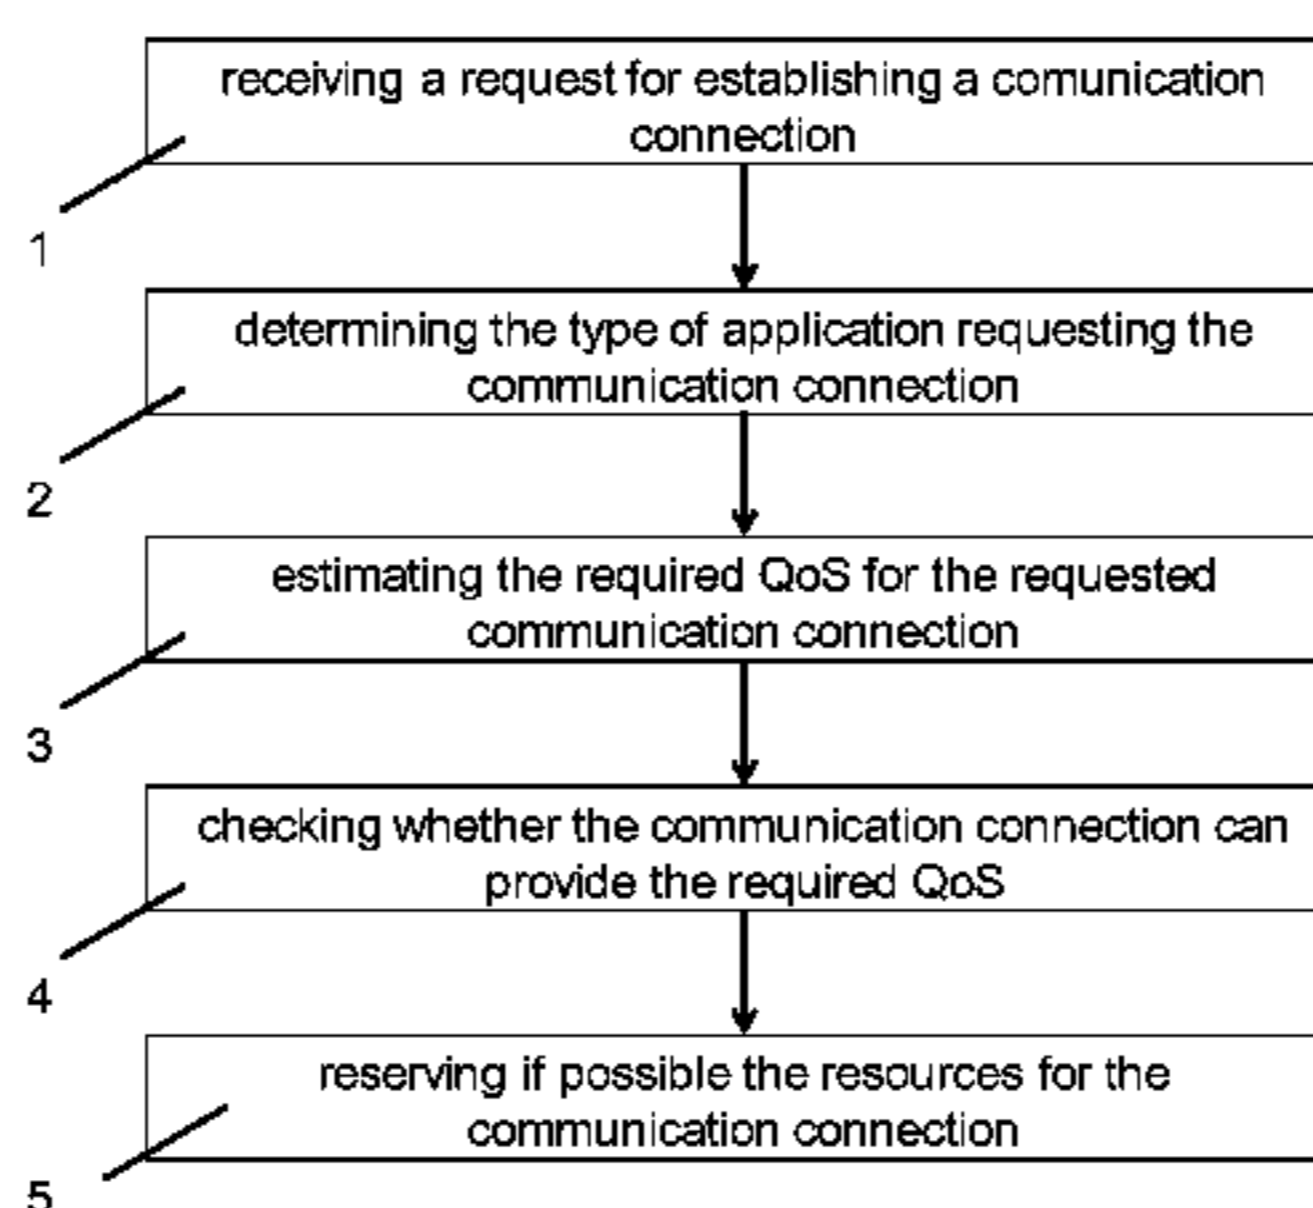 receiving a request for establishing a comunication
connection
1
determining the type of application requesting the
communication connection
2
estimating the required QoS for the requested
communication connection
3
checking whether the communication connection can
provide the required QoS
4
reserving if possible the resources for the
communication connection
5